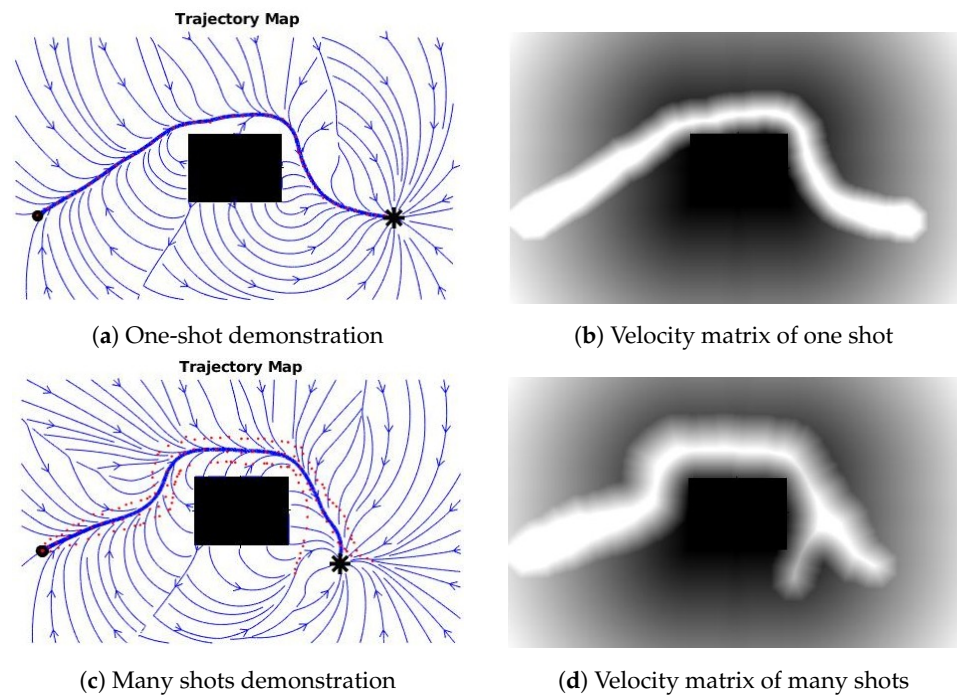 Trajectory Map
(a) One-shot demonstration
(b) Velocity matrix of one shot
Trajectory Map
(c) Many shots demonstration
(d) Velocity matrix of many shots